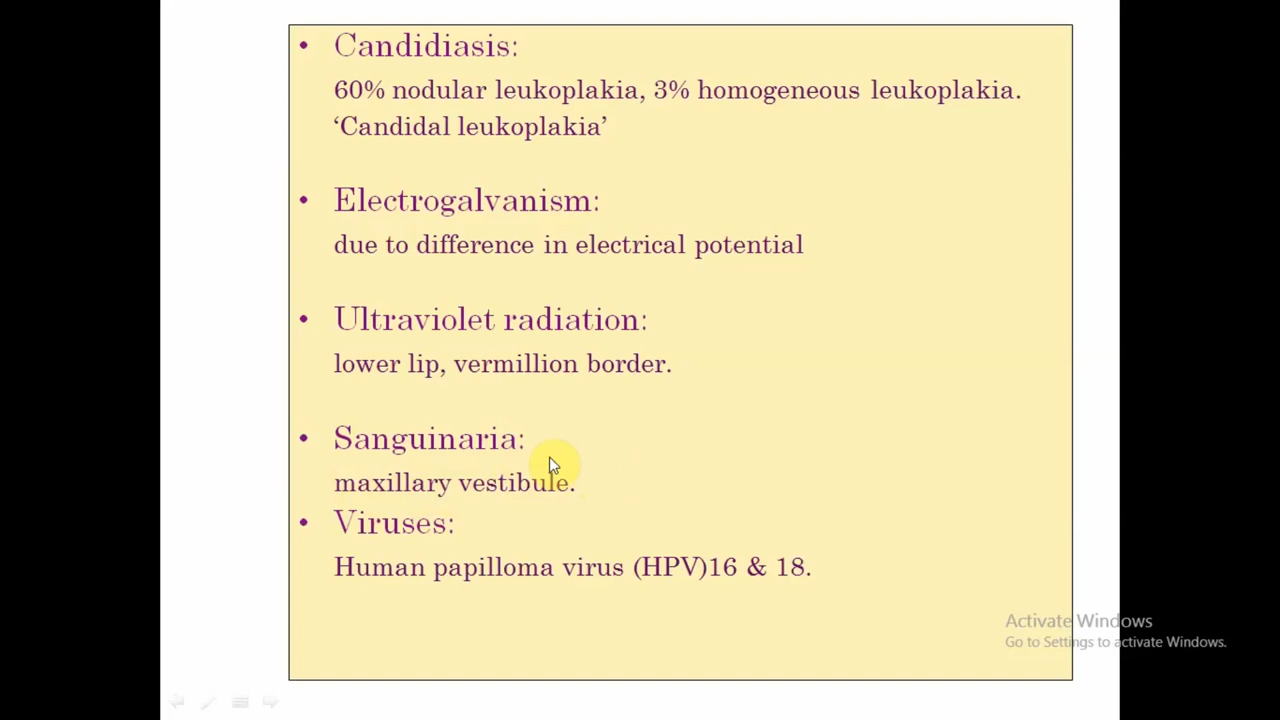 • Candidiasis:
60% nodular leukoplakia, 3% homogeneous leukoplakia.
‘Candidal leukoplakia’
• Electrogalvanism:
due to difference in electrical potential
• Ultraviolet radiation:
lower lip, vermillion border.
• Sanguinaria:
maxillary vestibule.
• Viruses:
Human papilloma virus (HPV)16 & 18.
Activate Windows
Go to Settings to activate Windows.